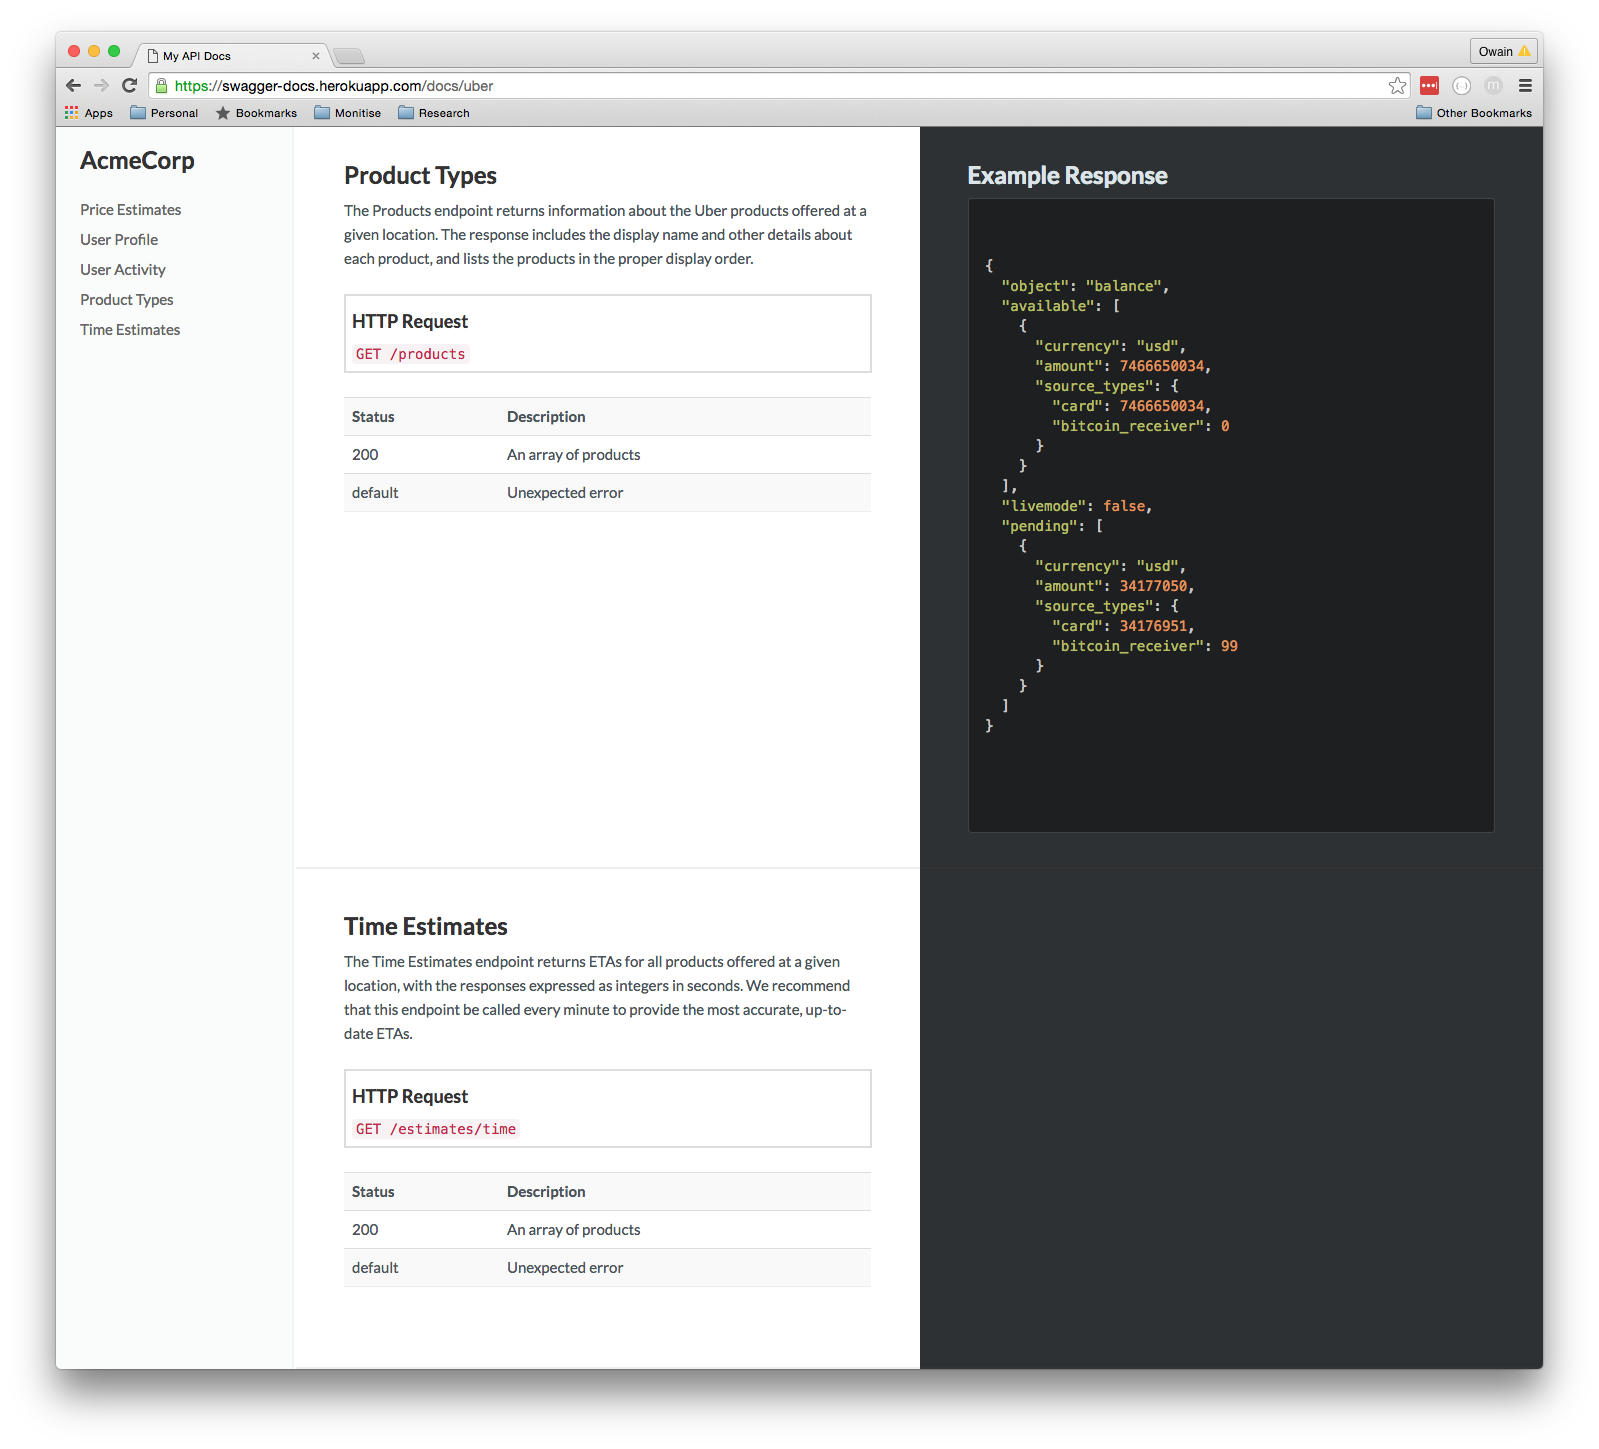 My API Docs
Owain
https://swagger-docs.herokuapp.com/docs/uber
Apps Personal Bookmarks Monitise Research Other Bookmarks
AcmeCorp
Price Estimates
User Profile
User Activity
Product Types
Time Estimates
Product Types
The Products endpoint returns information about the Uber products offered at a
given location. The response includes the display name and other details about
each product, and lists the products in the proper display order.
HTTP Request
GET /products
Status Description
200 An array of products
default Unexpected error
Time Estimates
The Time Estimates endpoint returns ETAs for all products offered at a given
location, with the responses expressed as integers in seconds. We recommend
that this endpoint be called every minute to provide the most accurate, up-to-
date ETAs.
HTTP Request
GET /estimates/time
Status Description
200 An array of products
default Unexpected error
Example Response
{
  "object": "balance",
  "available": [
    {
      "currency": "usd",
      "amount": 7466650034,
      "source_types": {
        "card": 7466650034,
        "bitcoin_receiver": 0
      }
    }
  ],
  "livemode": false,
  "pending": [
    {
      "currency": "usd",
      "amount": 34177050,
      "source_types": {
        "card": 34176951,
        "bitcoin_receiver": 99
      }
    }
  ]
}